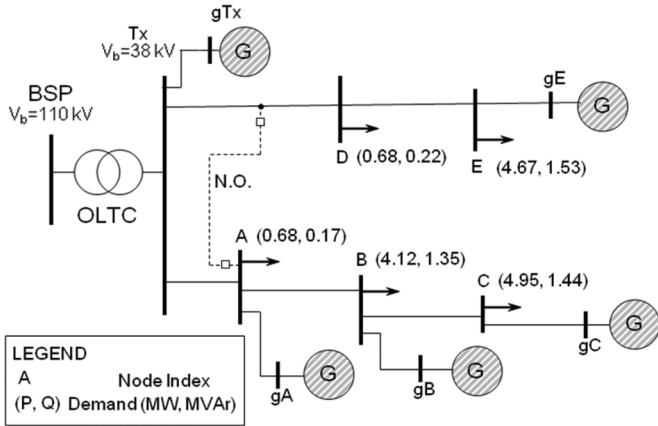 gTx
G
Tx
V_b=38 kV
BSP
V_b=110 kV
OLTC
N.O.
gE
G
D (0.68, 0.22)
E (4.67, 1.53)
A (0.68, 0.17)
B (4.12, 1.35)
C (4.95, 1.44)
G
gC
G
gB
G
gA
LEGEND
A Node Index
(P, Q) Demand (MW, MVAr)